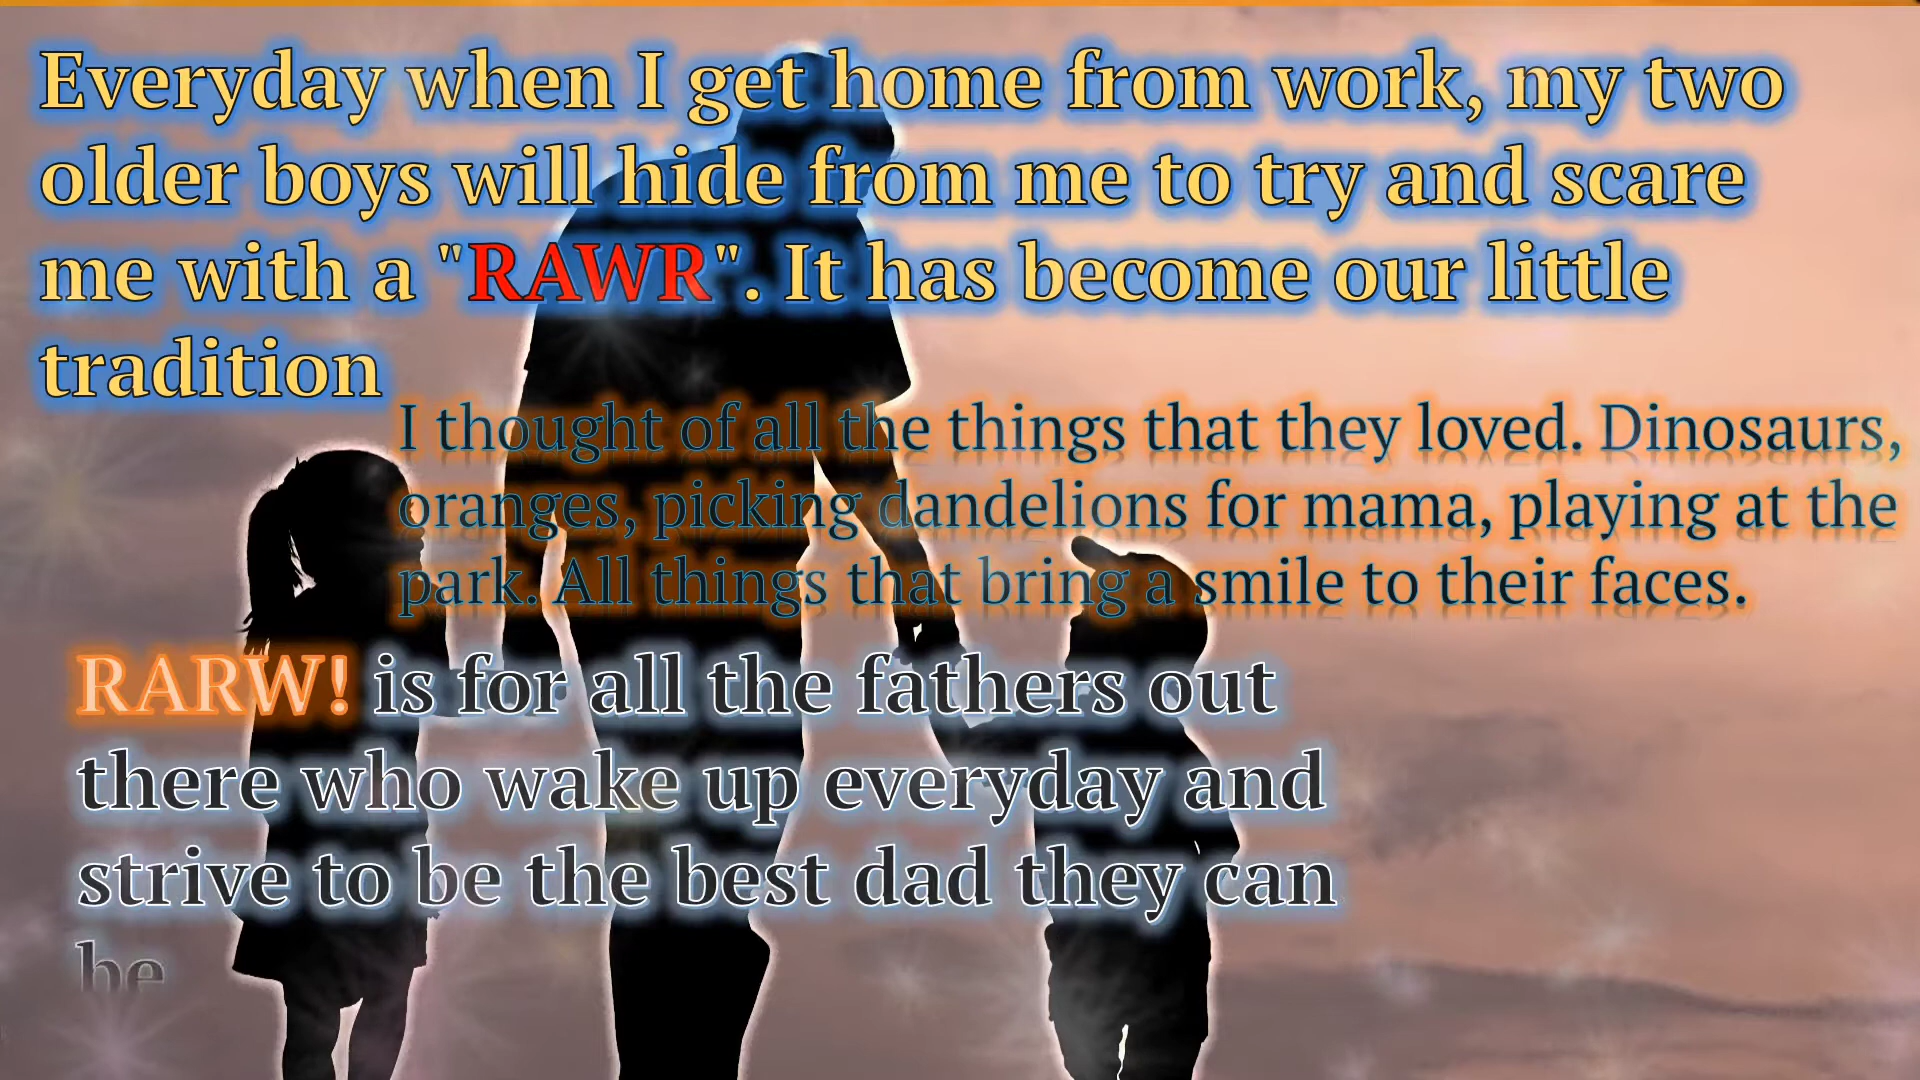 Everyday when I get home from work, my two
older boys will hide from me to try and scare
me with a "RAWR". It has become our little
tradition
I thought of all the things that they loved. Dinosaurs,
oranges, picking dandelions for mama, playing at the
park. All things that bring a smile to their faces.
RARW! is for all the fathers out
there who wake up everyday and
strive to be the best dad they can
be